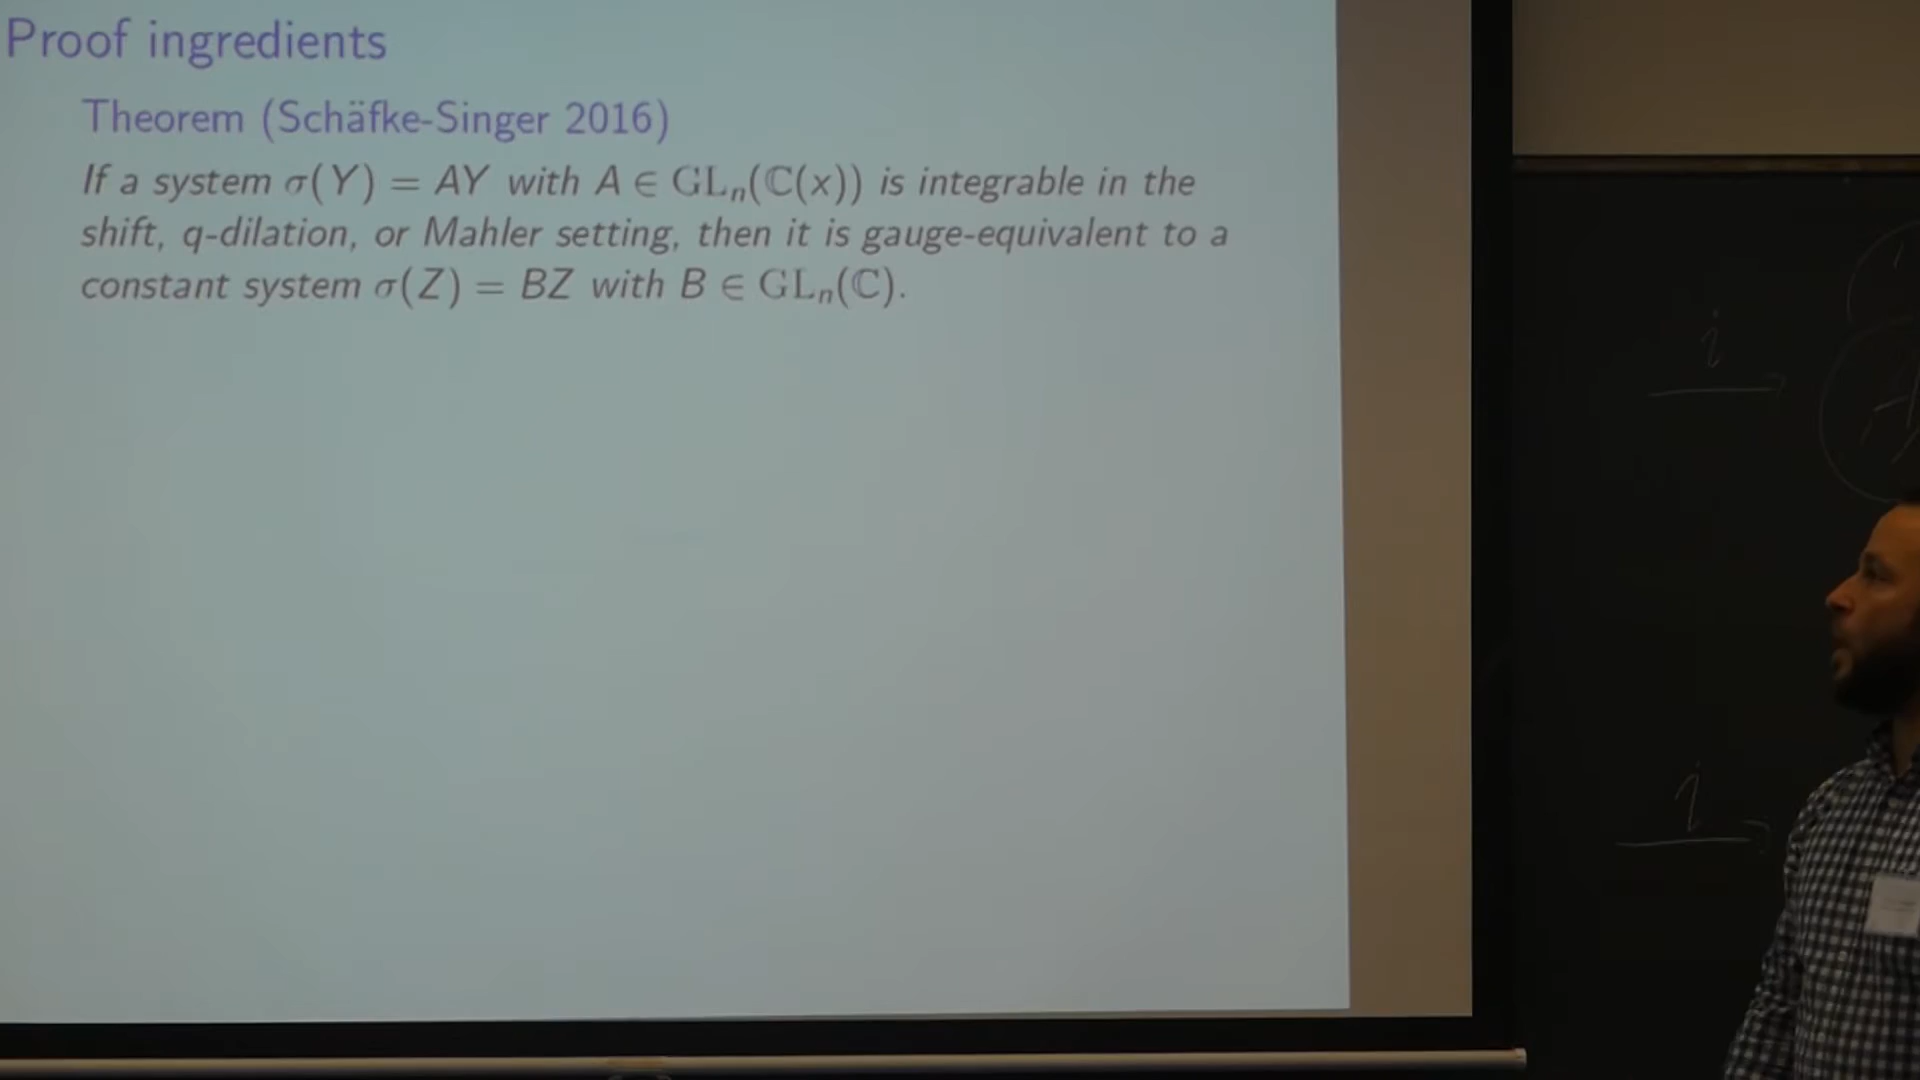 Proof ingredients
Theorem (Schäfke-Singer 2016)
If a system σ(Y) = AY with A ∈ GLₙ(ℂ(x)) is integrable in the
shift, q-dilation, or Mahler setting, then it is gauge-equivalent to a
constant system σ(Z) = BZ with B ∈ GLₙ(ℂ).
i
i